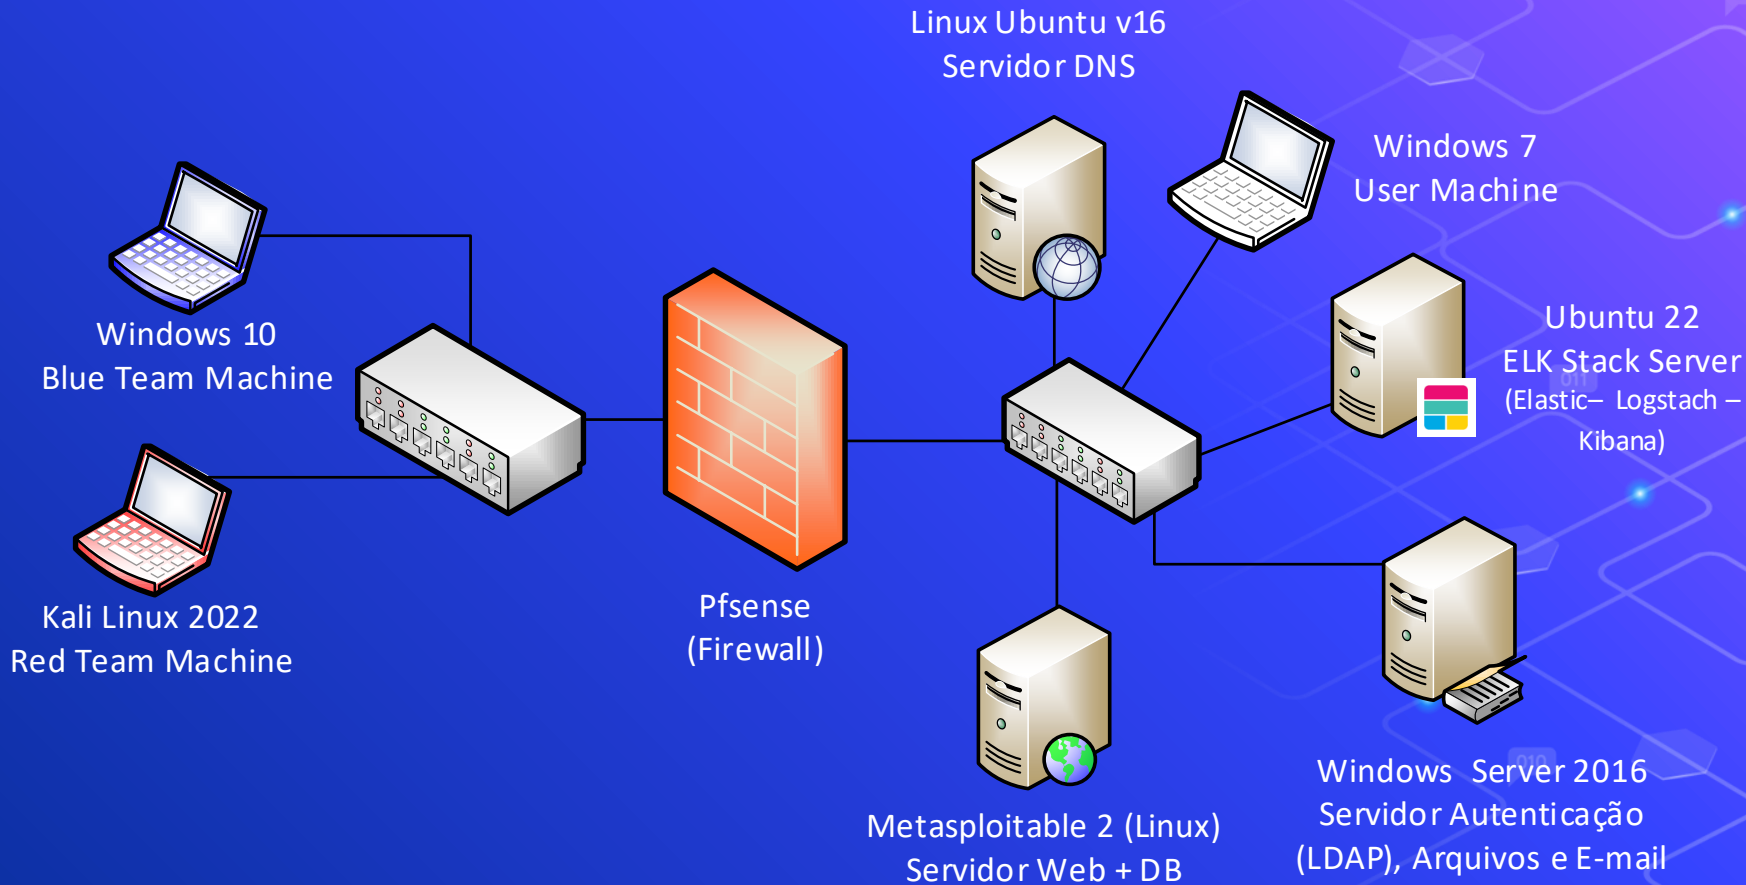 Linux Ubuntu v16
Servidor DNS
Windows 7
User Machine
Windows 10
Blue Team Machine
Ubuntu 22
ELK Stack Server
(Elastic– Logstach –
Kibana)
011
Kali Linux 2022
Red Team Machine
Pfsense
(Firewall)
Metasploitable 2 (Linux)
Servidor Web + DB
010
Windows Server 2016
Servidor Autenticação
(LDAP), Arquivos e E-mail